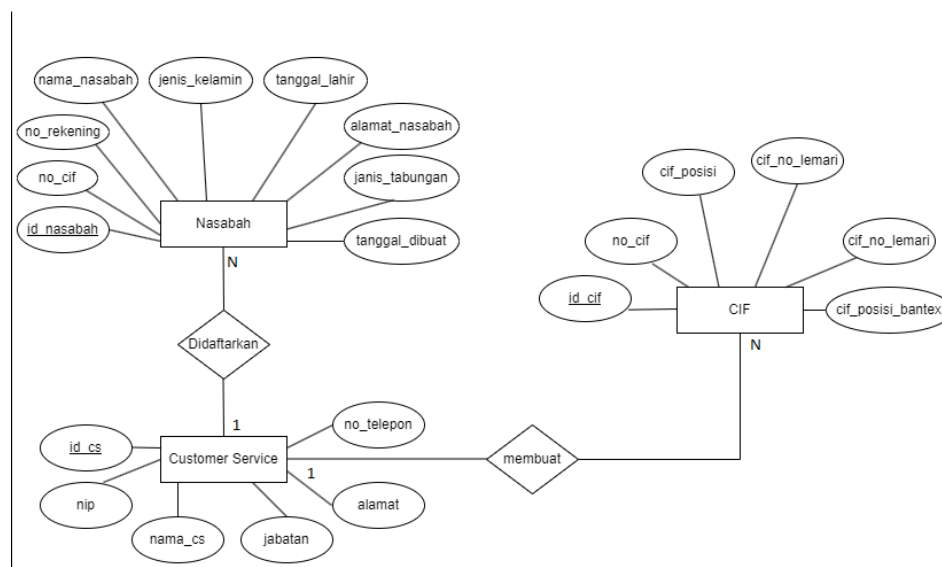 nama_nasabah
jenis_kelamin
tanggal_lahir
no_rekening
alamat_nasabah
no_cif
janis_tabungan
id_nasabah
Nasabah
tanggal_dibuat
N
cif_posisi
cif_no_lemari
no_cif
cif_no_lemari
id_cif
CIF
cif_posisi_bantex
N
Didaftarkan
1
no_telepon
id_cs
Customer Service
1
membuat
nip
alamat
nama_cs
jabatan